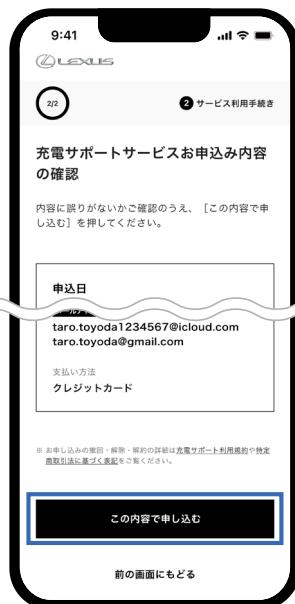 9:41
LEXUS
2/2
2 サービス利用手続き
充電サポートサービスお申込み内容
の確認
内容に誤りがないかご確認のうえ、［この内容で申
し込む］を押してください。
申込日
taro.toyoda1234567@icloud.com
taro.toyoda@gmail.com
支払い方法
クレジットカード
※ お申し込みの撤回・解除・解約の詳細は充電サポート利用規約や特定
商取引法に基づく表記をご覧ください。
この内容で申し込む
前の画面にもどる